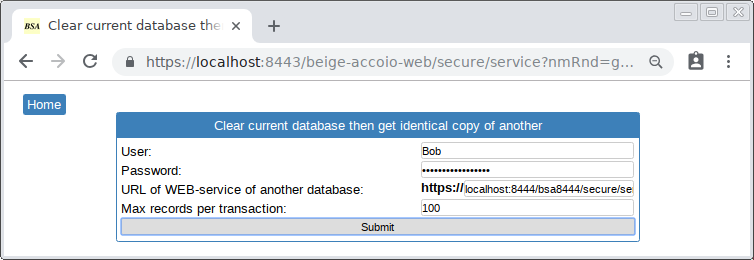 BSA Clear current database the
https://localhost:8443/beige-accoio-web/secure/service?nmRnd=g...
Home
Clear current database then get identical copy of another
User: Bob
Password: •••••••••••••••••
URL of WEB-service of another database: https://localhost:8444/bsa8444/secure/ser
Max records per transaction: 100
Submit